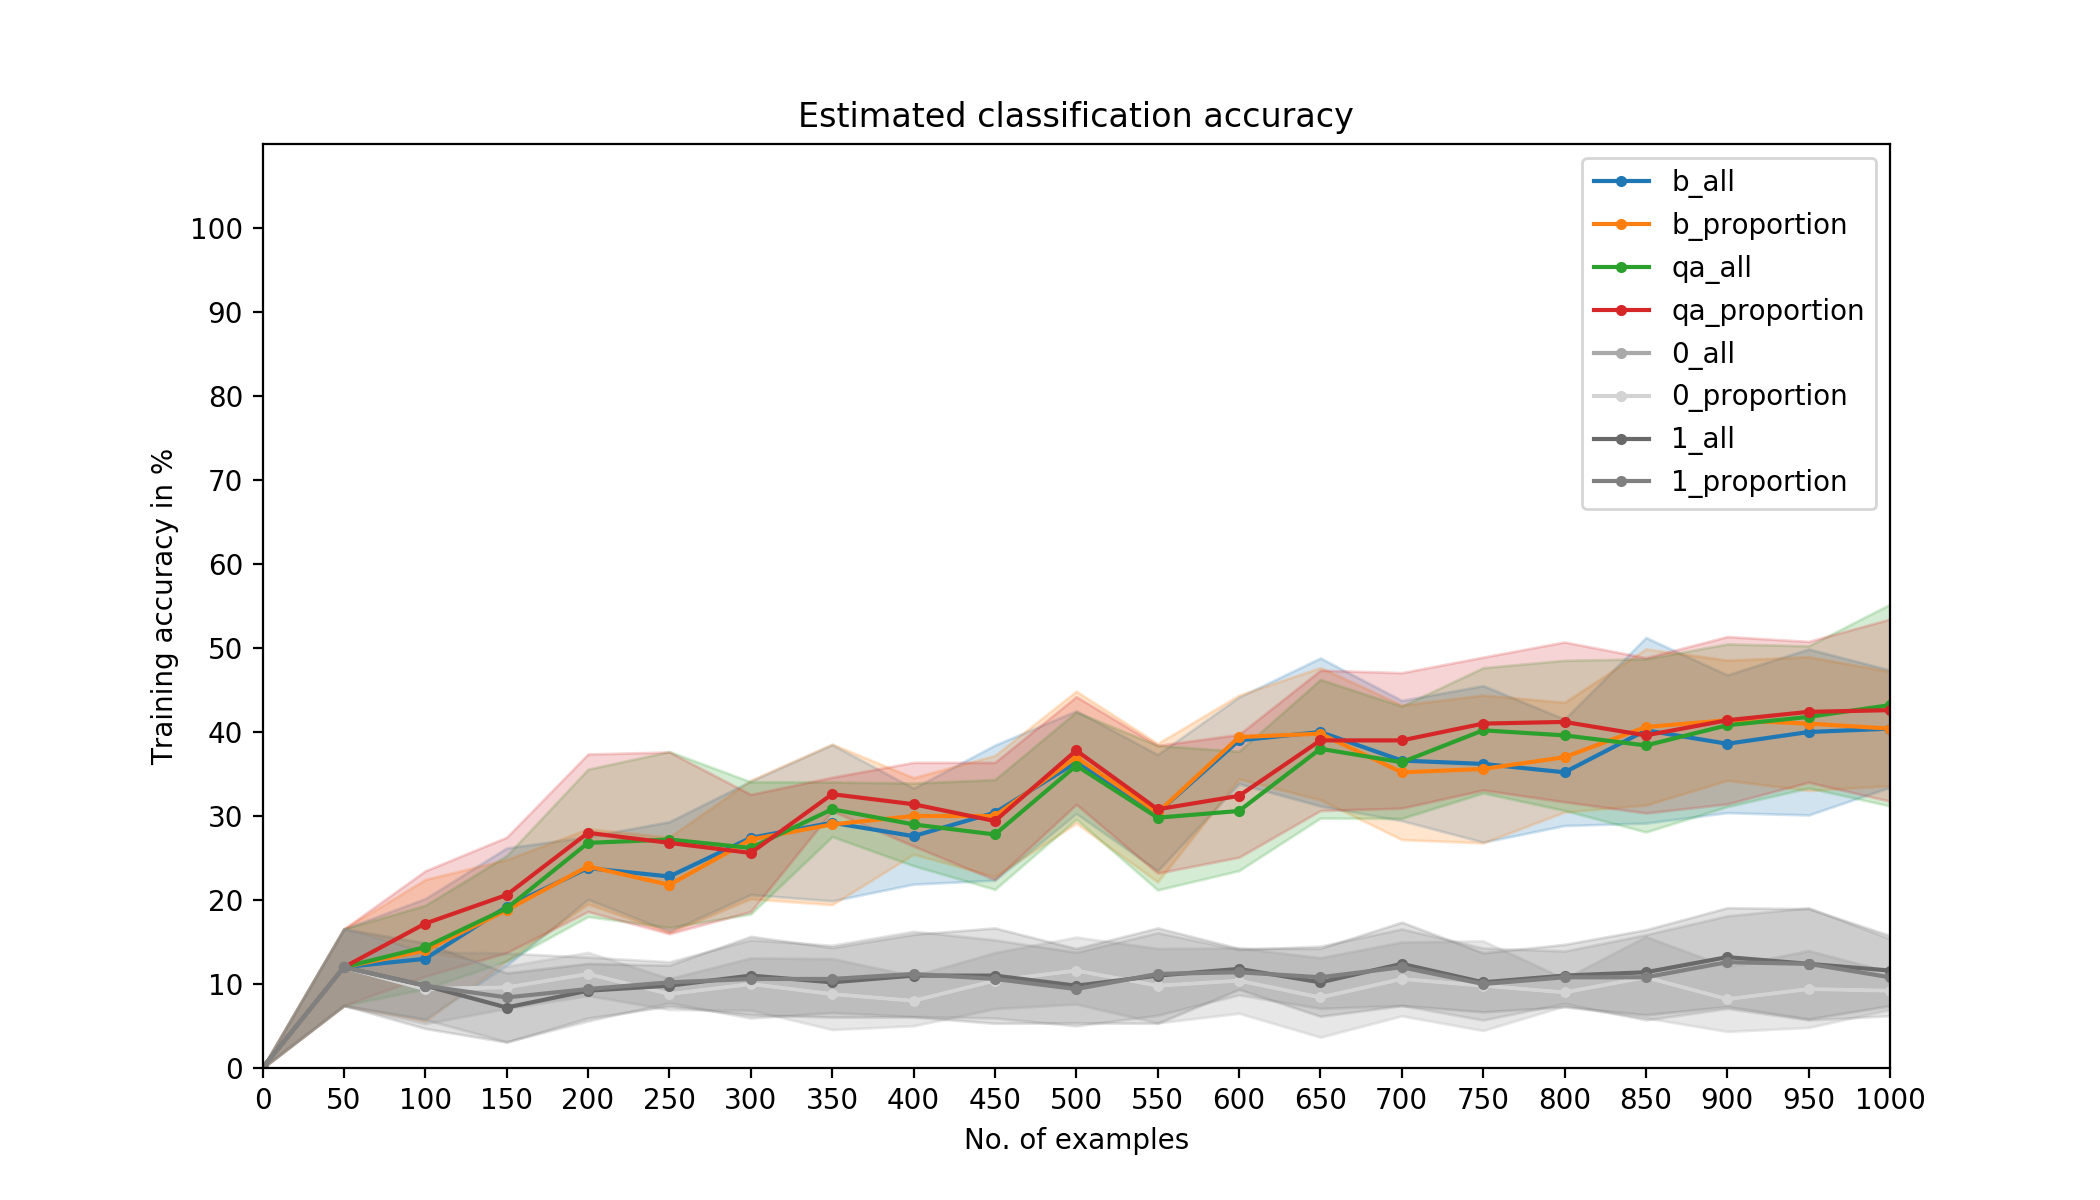 Estimated classification accuracy
b_all
b_proportion
qa_all
qa_proportion
0_all
0_proportion
1_all
1_proportion
Training accuracy in %
100
90
80
70
60
50
40
30
20
10
0
0 50 100 150 200 250 300 350 400 450 500 550 600 650 700 750 800 850 900 950 1000
No. of examples